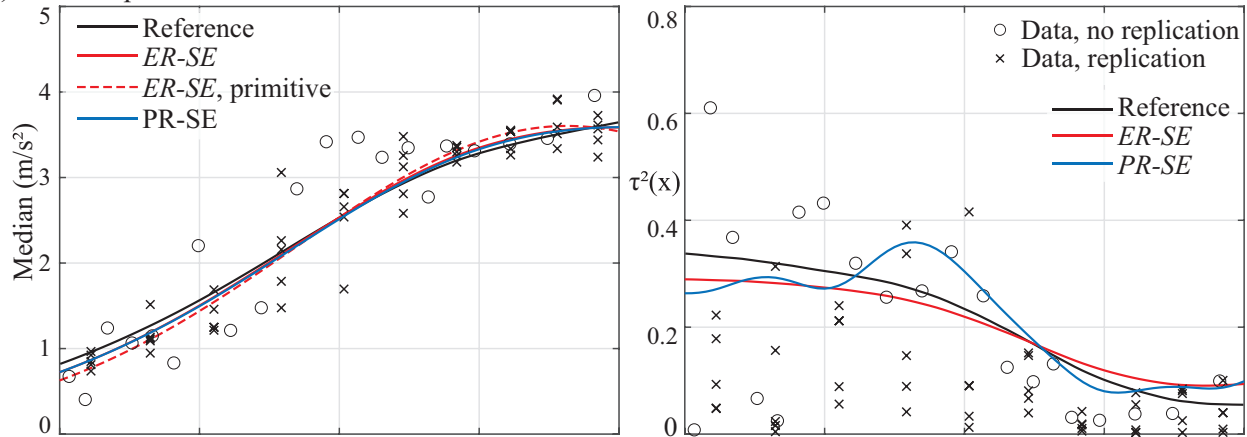 5
4
3
2
1
0
Median (m/s²)
Reference
ER-SE
ER-SE, primitive
PR-SE
0.8
0.6
0.4
0.2
0
τ²(x)
Data, no replication
Data, replication
Reference
ER-SE
PR-SE